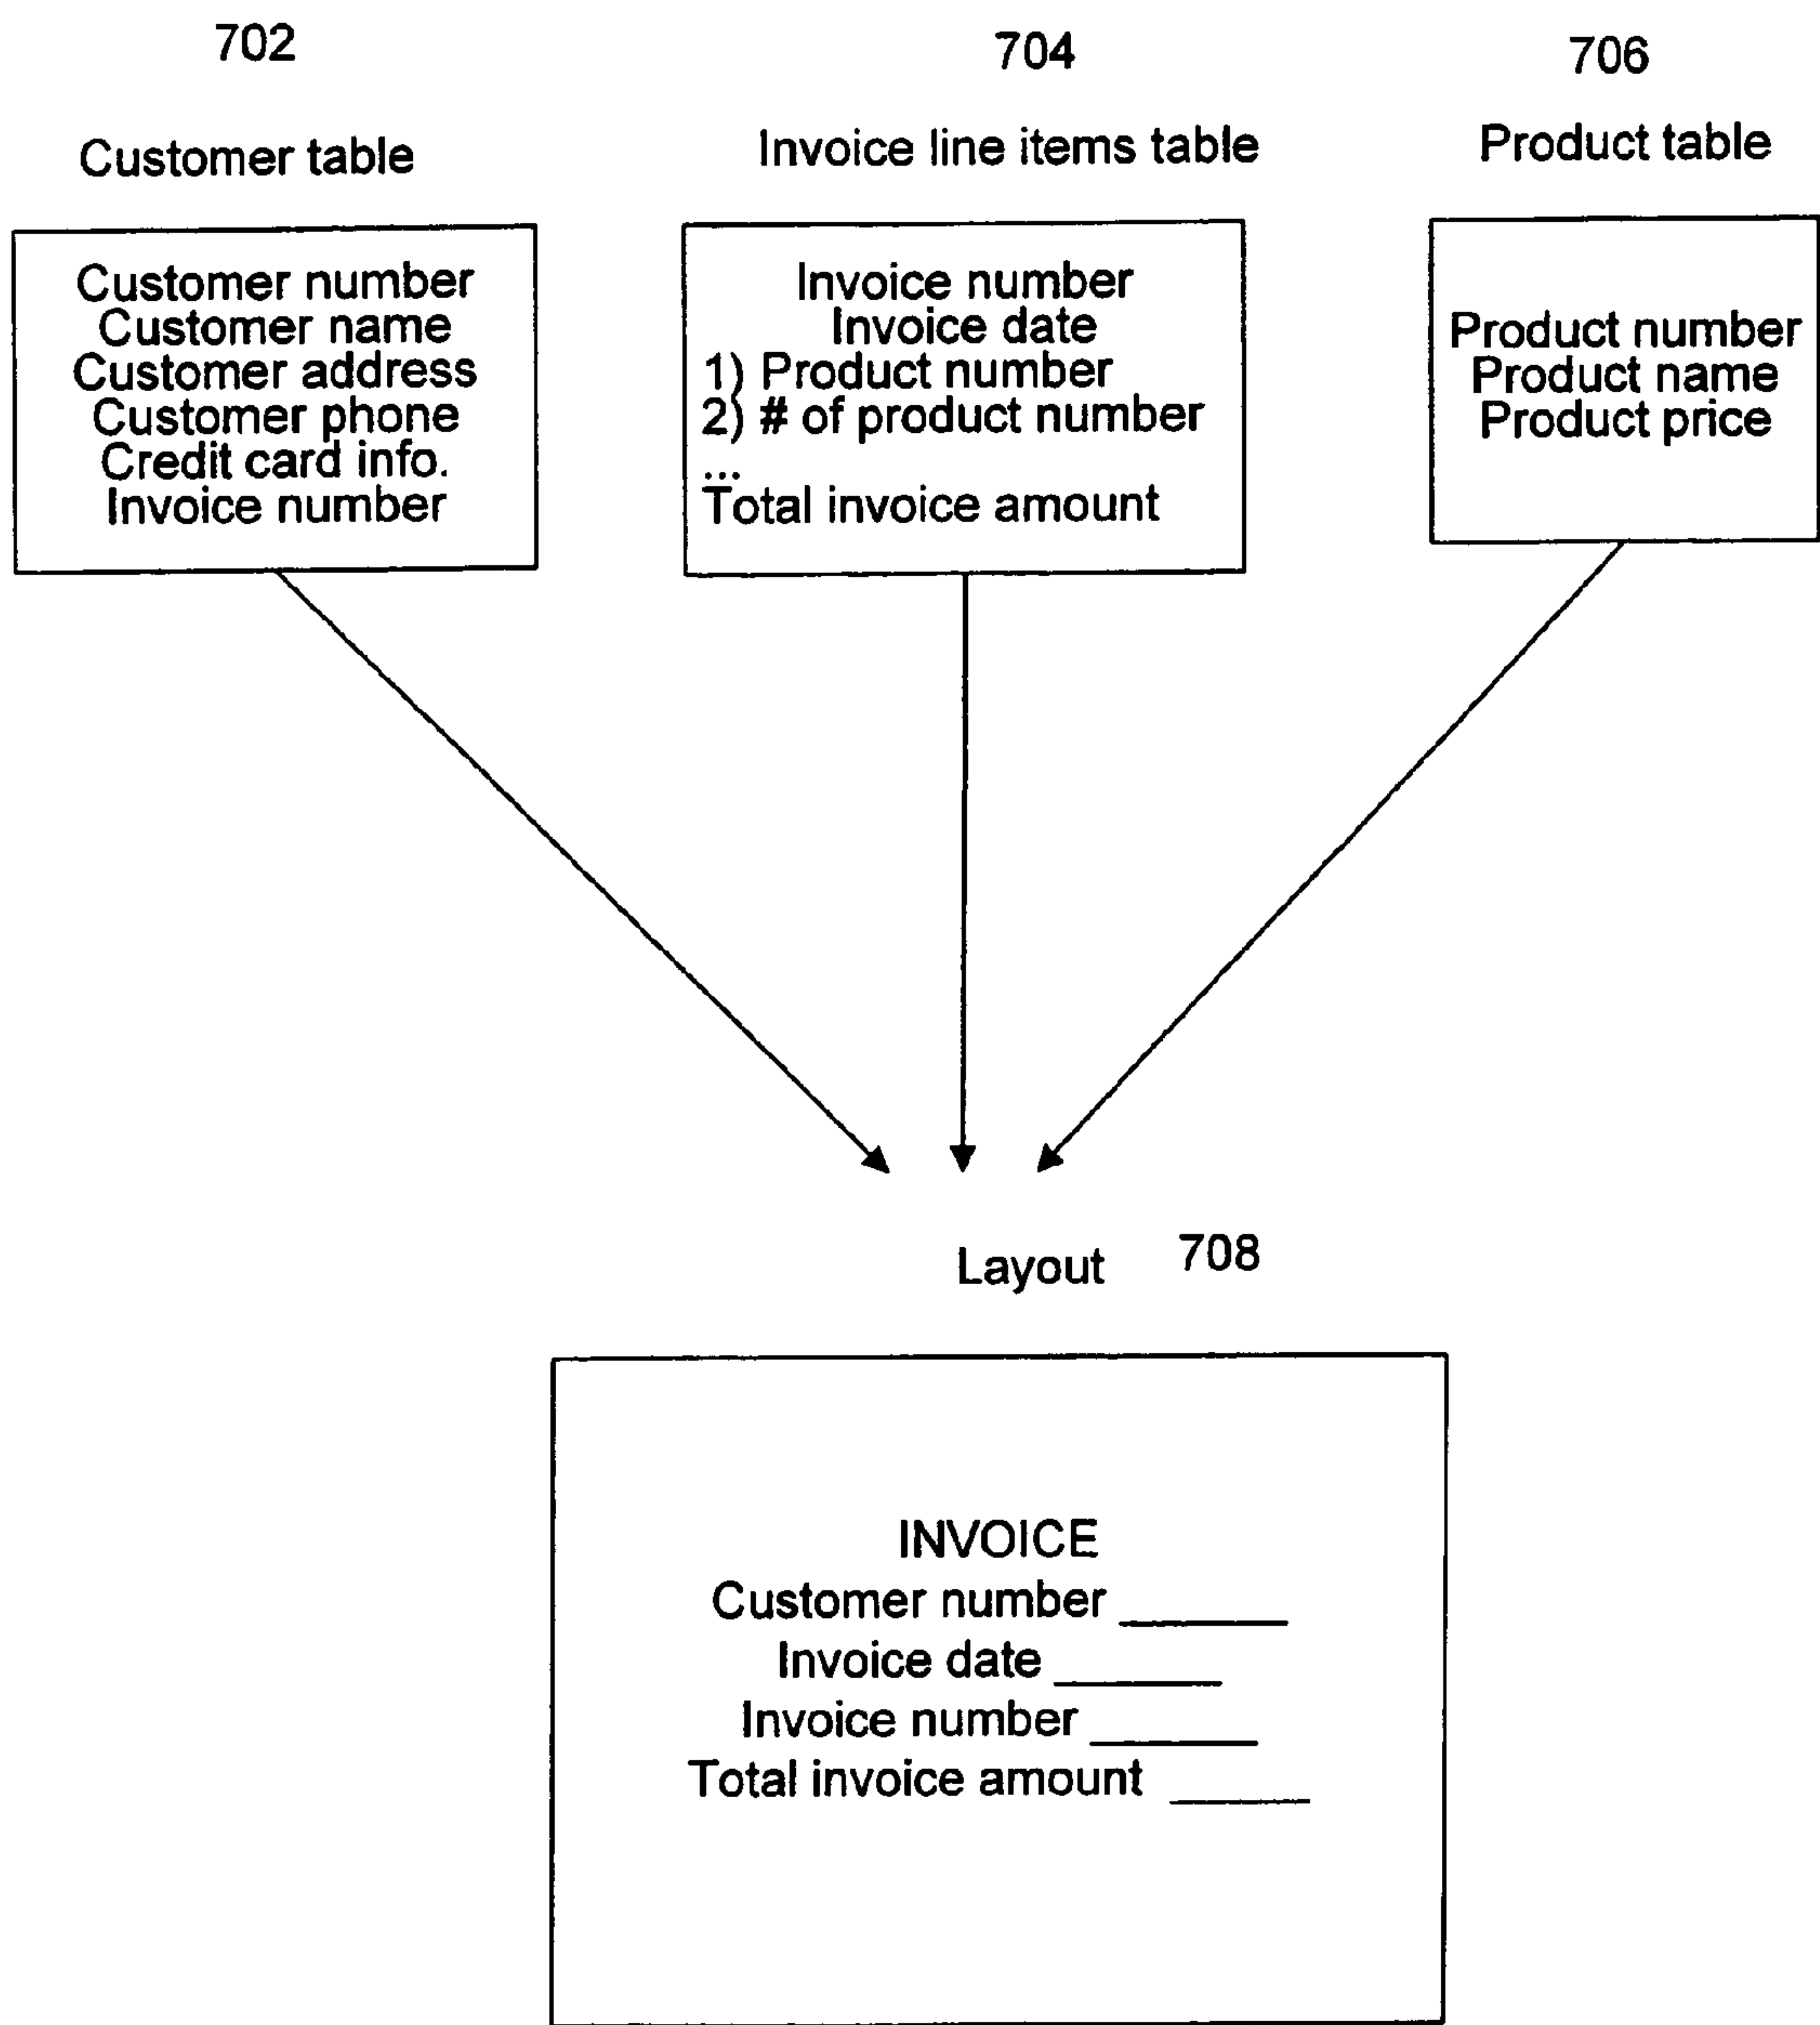 702
Customer table
Customer number
Customer name
Customer address
Customer phone
Credit card info.
Invoice number
704
Invoice line items table
Invoice number
Invoice date
1) Product number
2) # of product number
...
Total invoice amount
706
Product table
Product number
Product name
Product price
Layout 708
INVOICE
Customer number ______
Invoice date ______
Invoice number ______
Total invoice amount _____